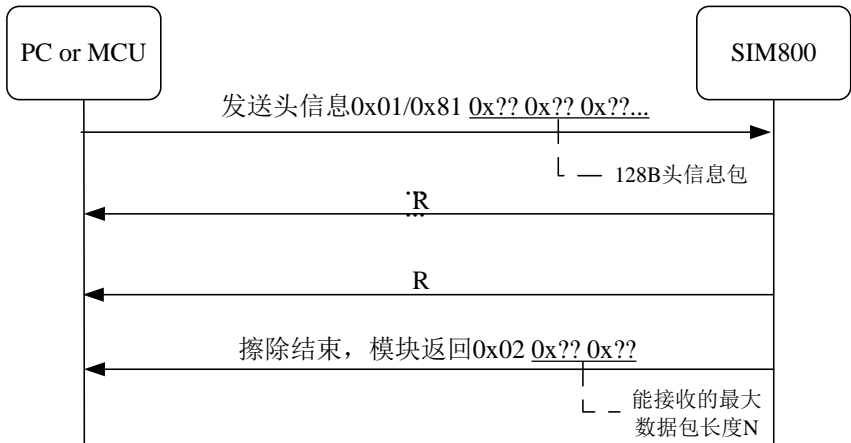 PC or MCU
SIM800
发送头信息0x01/0x81 0x?? 0x?? 0x??...
128B头信息包
R
...
R
擦除结束，模块返回0x02 0x?? 0x??
能接收的最大
数据包长度N